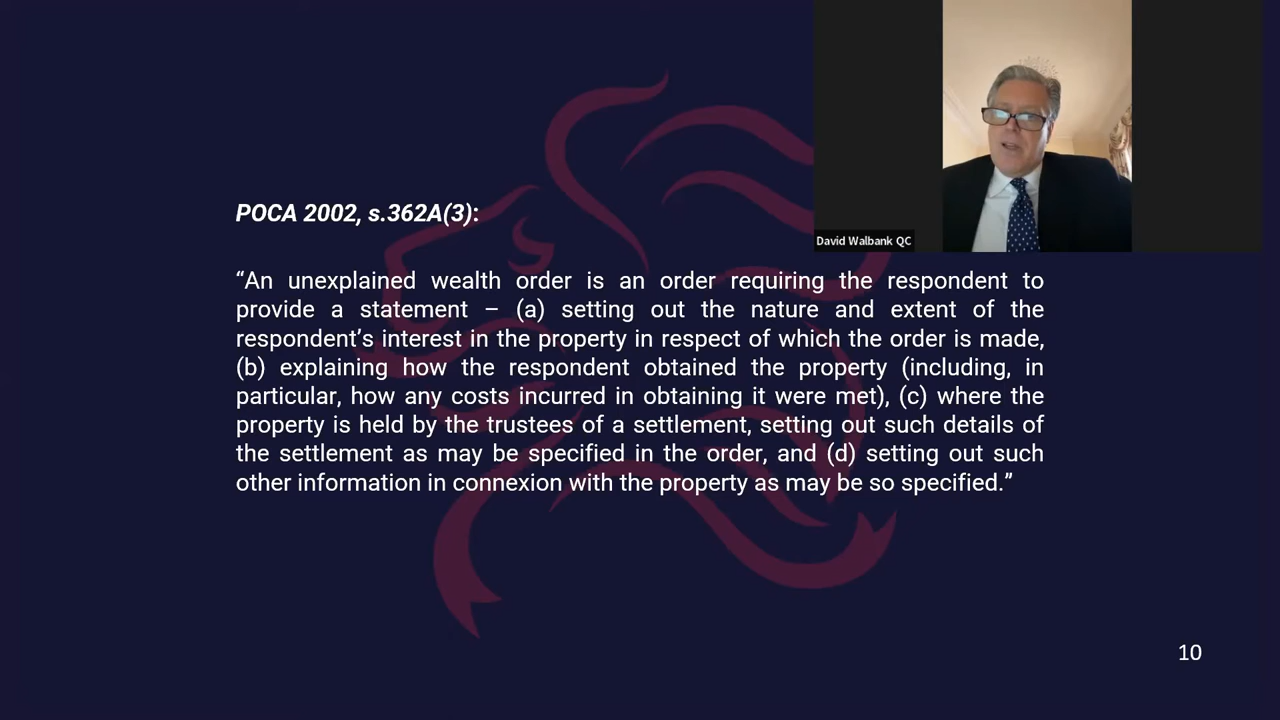 David Walbank QC
POCA 2002, s.362A(3):
“An unexplained wealth order is an order requiring the respondent to
provide a statement – (a) setting out the nature and extent of the
respondent’s interest in the property in respect of which the order is made,
(b) explaining how the respondent obtained the property (including, in
particular, how any costs incurred in obtaining it were met), (c) where the
property is held by the trustees of a settlement, setting out such details of
the settlement as may be specified in the order, and (d) setting out such
other information in connexion with the property as may be so specified.”
10